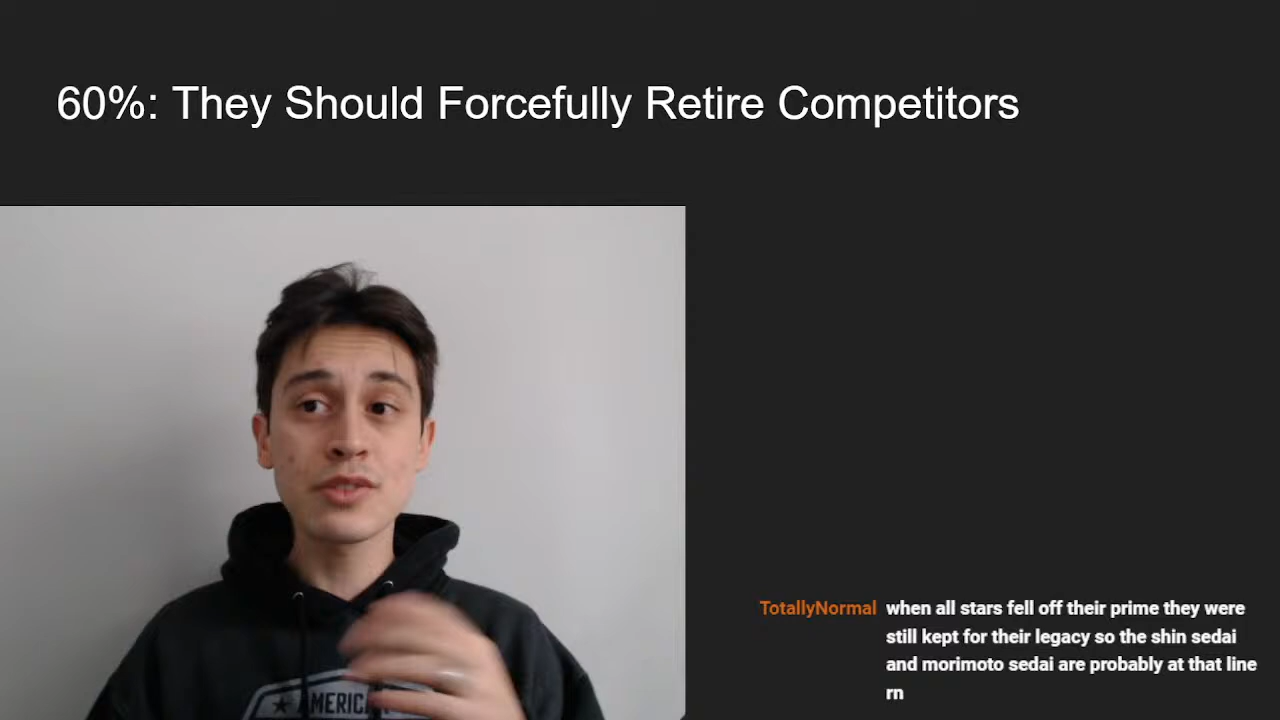 60%: They Should Forcefully Retire Competitors
AMERIC
TotallyNormal when all stars fell off their prime they were
still kept for their legacy so the shin sedai
and morimoto sedai are probably at that line
rn